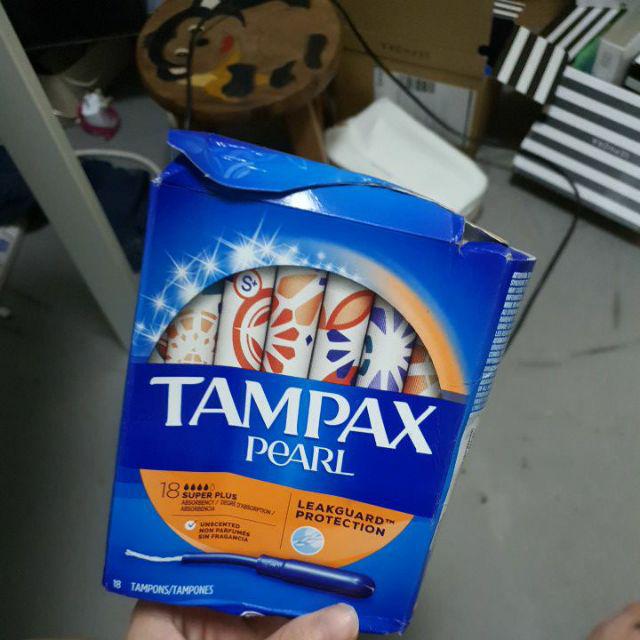 S+
TAMPAX
PEARL
18 SUPER PLUS
ABSORBENCY / DEGRÉ D'ABSORPTION /
ABSORBENCIA
UNSCENTED
NON PARFUMÉS
SIN FRAGANCIA
LEAKGUARD™
PROTECTION
18 TAMPONS/TAMPONES